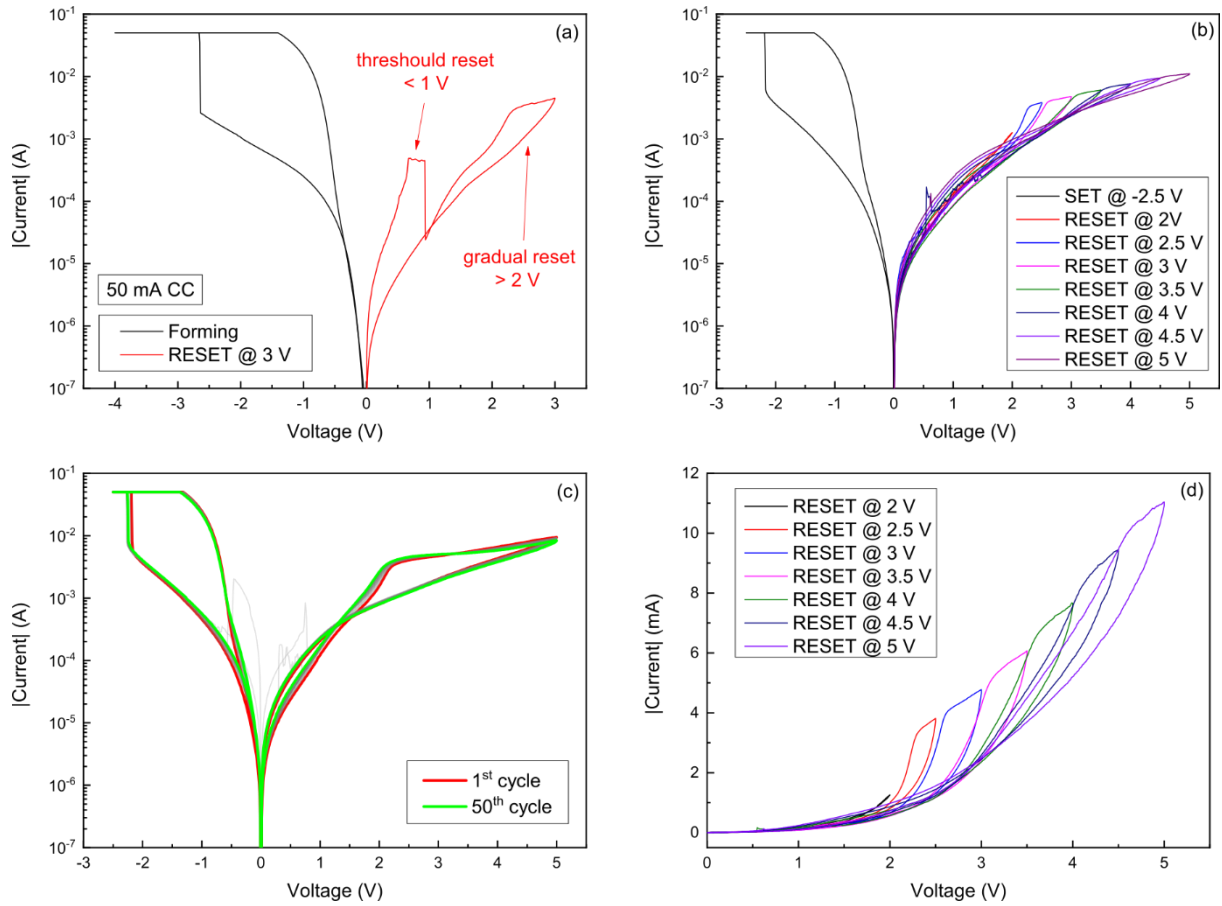 (a)
10⁻¹
10⁻²
10⁻³
10⁻⁴
10⁻⁵
10⁻⁶
10⁻⁷
|Current| (A)
threshould reset
< 1 V
gradual reset
> 2 V
50 mA CC
Forming
RESET @ 3 V
-4 -3 -2 -1 0 1 2 3
Voltage (V)
(b)
10⁻¹
10⁻²
10⁻³
10⁻⁴
10⁻⁵
10⁻⁶
10⁻⁷
|Current| (A)
SET @ -2.5 V
RESET @ 2V
RESET @ 2.5 V
RESET @ 3 V
RESET @ 3.5 V
RESET @ 4 V
RESET @ 4.5 V
RESET @ 5 V
-3 -2 -1 0 1 2 3 4 5
Voltage (V)
(c)
10⁻¹
10⁻²
10⁻³
10⁻⁴
10⁻⁵
10⁻⁶
10⁻⁷
|Current| (A)
1ˢᵗ cycle
50ᵗʰ cycle
-3 -2 -1 0 1 2 3 4 5
Voltage (V)
(d)
12
10
8
6
4
2
0
|Current| (mA)
RESET @ 2 V
RESET @ 2.5 V
RESET @ 3 V
RESET @ 3.5 V
RESET @ 4 V
RESET @ 4.5 V
RESET @ 5 V
0 1 2 3 4 5
Voltage (V)